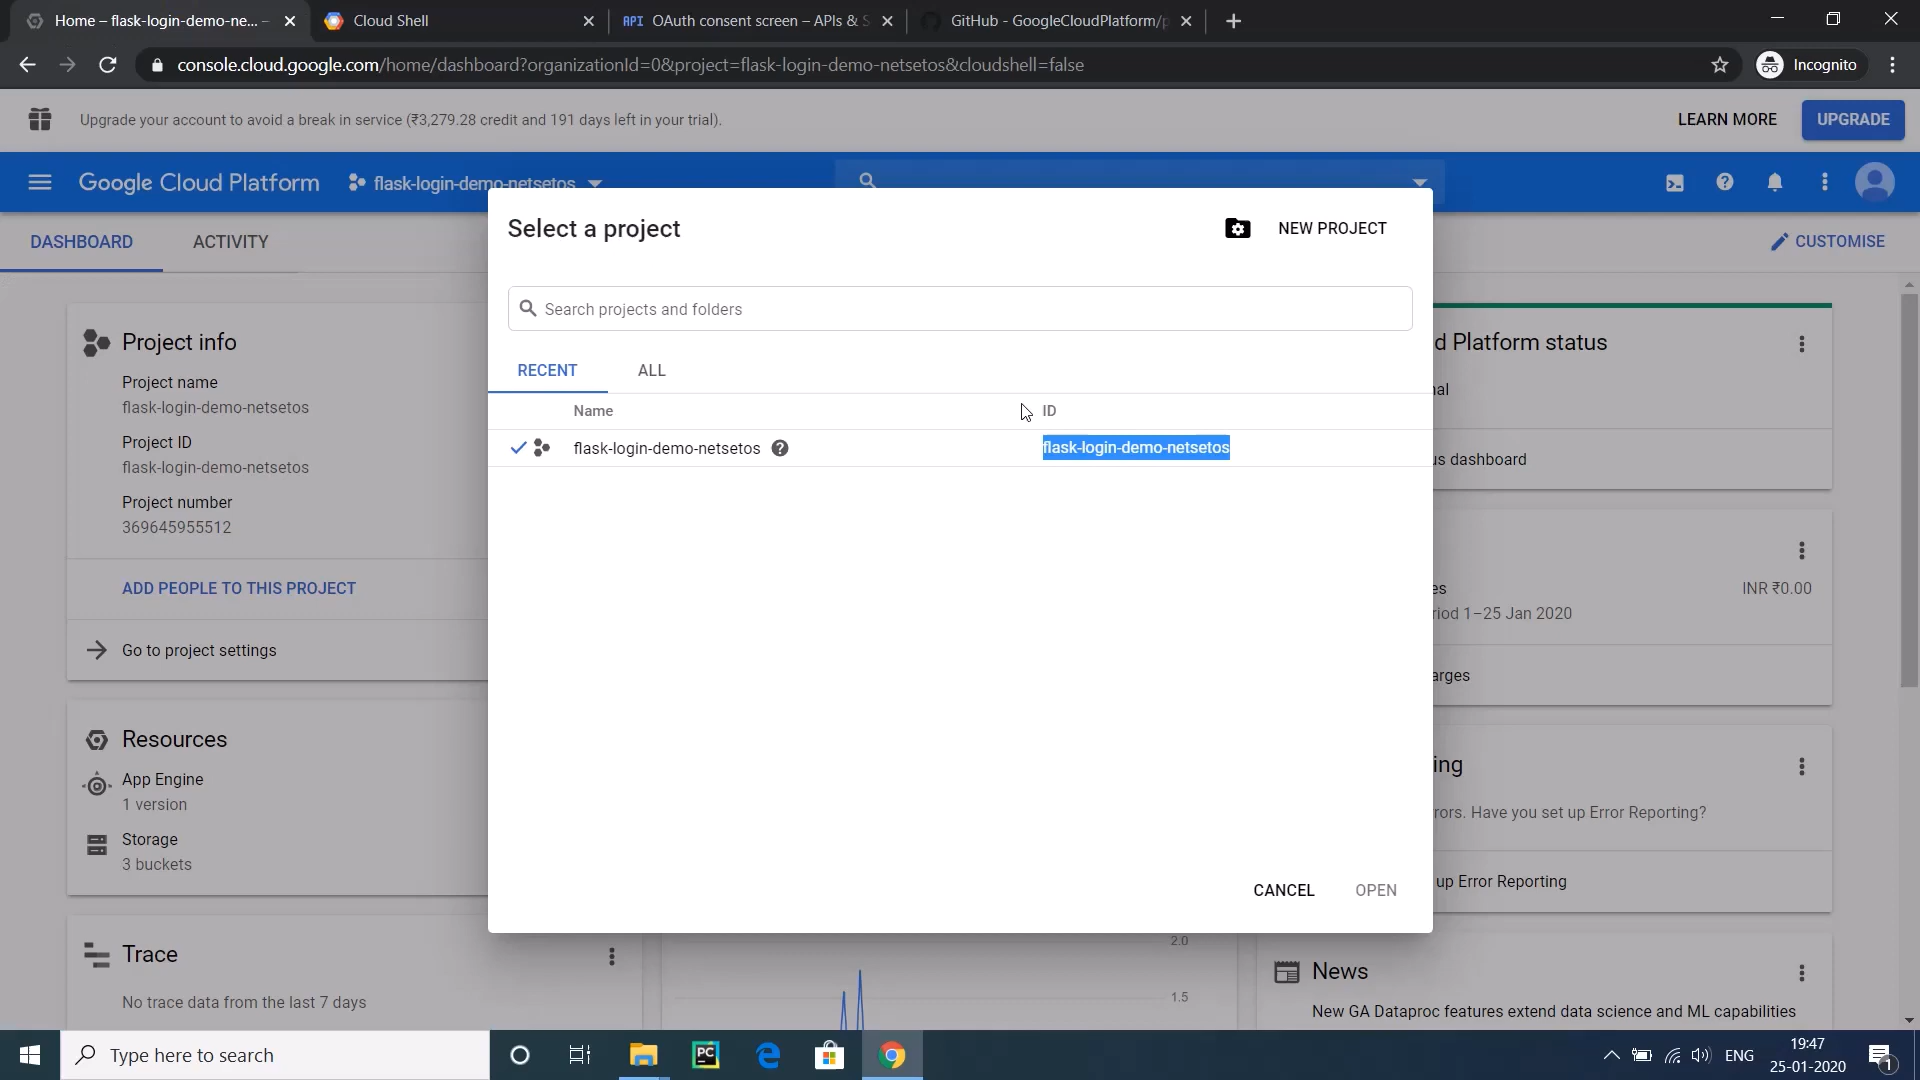 Home – flask-login-demo-ne...
Cloud Shell
API OAuth consent screen – APIs & S
GitHub - GoogleCloudPlatform/p
console.cloud.google.com/home/dashboard?organizationId=0&project=flask-login-demo-netsetos&cloudshell=false
Incognito
Upgrade your account to avoid a break in service (₹3,279.28 credit and 191 days left in your trial).
LEARN MORE
UPGRADE
Google Cloud Platform
flask-login-demo-netsetos
DASHBOARD
ACTIVITY
CUSTOMISE
Select a project
NEW PROJECT
Search projects and folders
RECENT
ALL
Name
ID
flask-login-demo-netsetos
flask-login-demo-netsetos
CANCEL
OPEN
Project info
Project name
flask-login-demo-netsetos
Project ID
flask-login-demo-netsetos
Project number
369645955512
ADD PEOPLE TO THIS PROJECT
Go to project settings
Resources
App Engine
1 version
Storage
3 buckets
Trace
No trace data from the last 7 days
2.0
1.5
d Platform status
nal
us dashboard
es
INR ₹0.00
riod 1–25 Jan 2020
arges
ing
rors. Have you set up Error Reporting?
up Error Reporting
News
New GA Dataproc features extend data science and ML capabilities
Type here to search
PC
ENG
19:47
25-01-2020
1